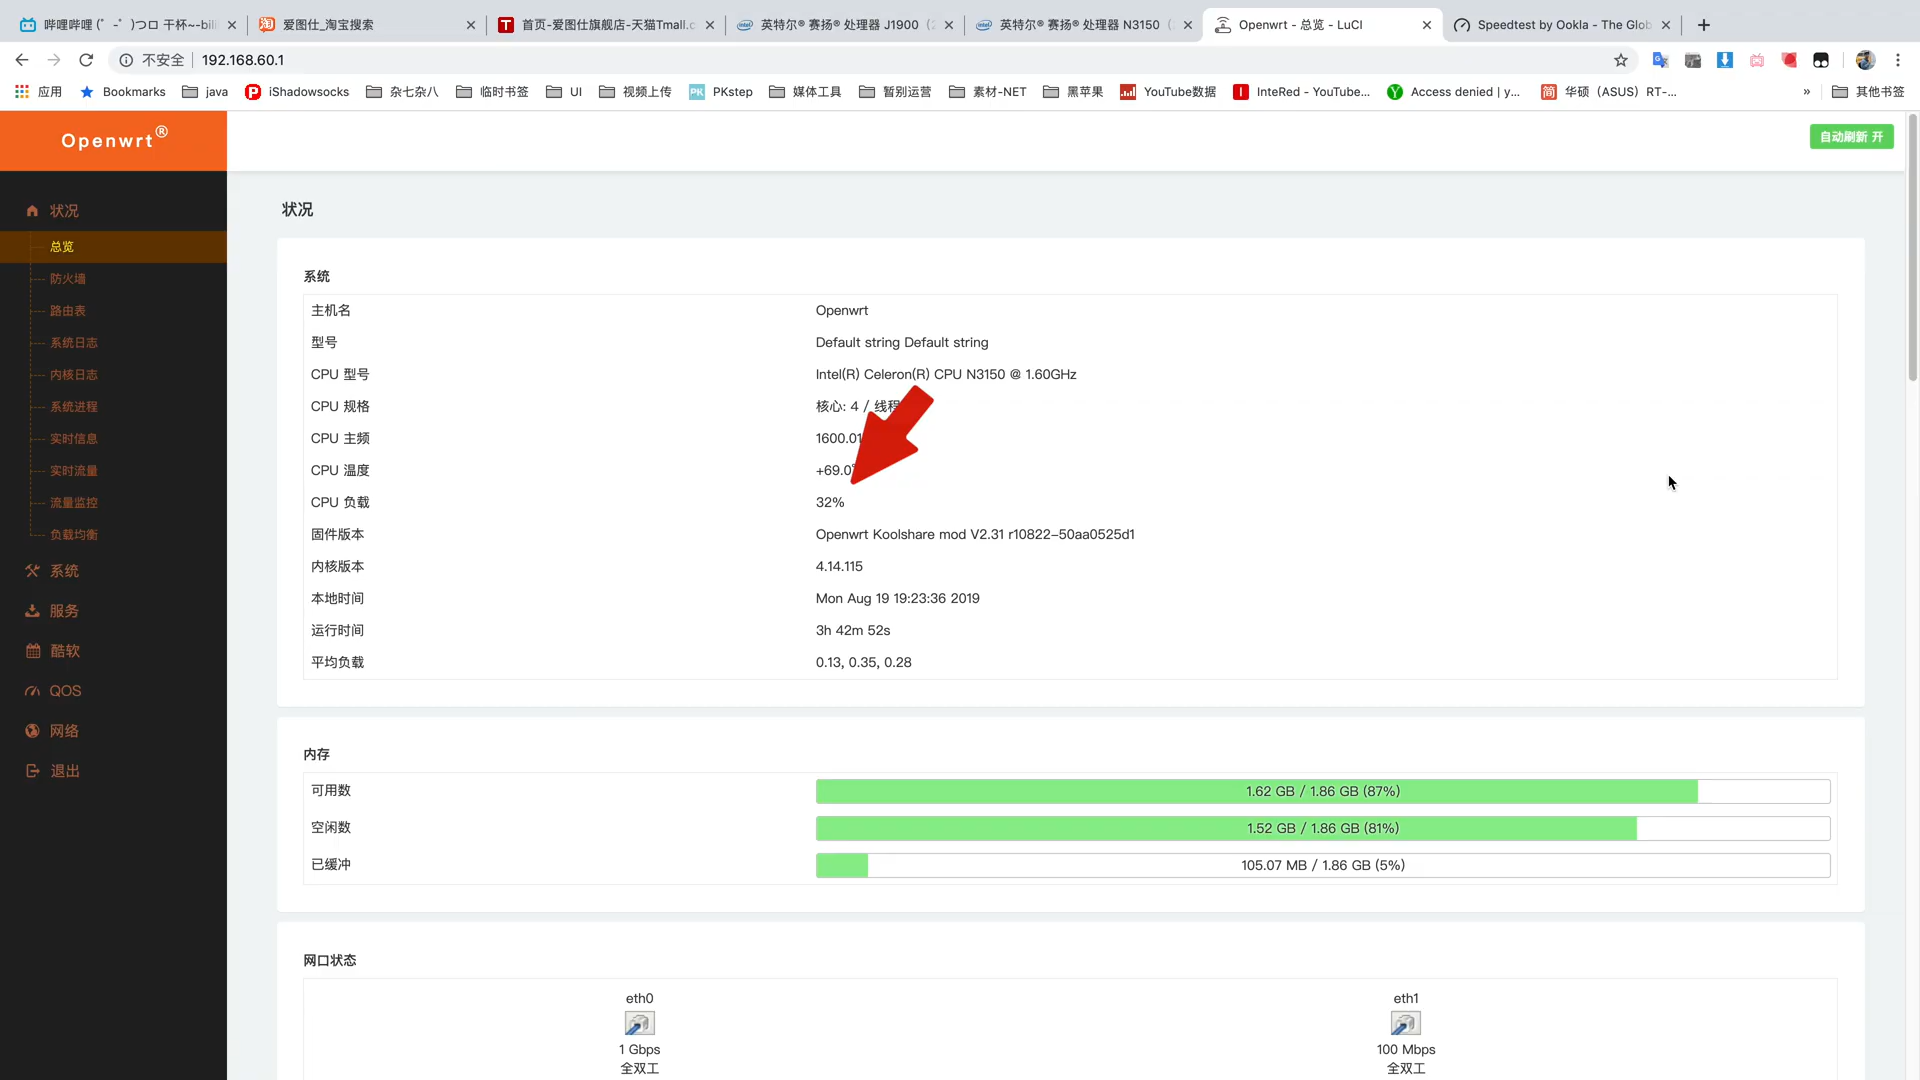 哔哩哔哩 (゜-゜)つロ 干杯~-bili
爱图仕_淘宝搜索
首页-爱图仕旗舰店-天猫Tmall.c
英特尔® 赛扬® 处理器 J1900 (2
英特尔® 赛扬® 处理器 N3150 (
Openwrt - 总览 - LuCI
Speedtest by Ookla - The Glob
不安全
192.168.60.1
应用
Bookmarks
java
iShadowsocks
杂七杂八
临时书签
UI
视频上传
PKstep
媒体工具
暂别运营
素材-NET
黑苹果
YouTube数据
InteRed - YouTube...
Access denied | y...
华硕（ASUS）RT-...
»
其他书签
Openwrt®
自动刷新 开
状况
总览
防火墙
路由表
系统日志
内核日志
系统进程
实时信息
实时流量
流量监控
负载均衡
系统
服务
酷软
QOS
网络
退出
状况
系统
主机名 Openwrt
型号 Default string Default string
CPU 型号 Intel(R) Celeron(R) CPU N3150 @ 1.60GHz
CPU 规格 核心: 4 / 线程
CPU 主频 1600.01
CPU 温度 +69.0
CPU 负载 32%
固件版本 Openwrt Koolshare mod V2.31 r10822-50aa0525d1
内核版本 4.14.115
本地时间 Mon Aug 19 19:23:36 2019
运行时间 3h 42m 52s
平均负载 0.13, 0.35, 0.28
内存
可用数 1.62 GB / 1.86 GB (87%)
空闲数 1.52 GB / 1.86 GB (81%)
已缓冲 105.07 MB / 1.86 GB (5%)
网口状态
eth0 eth1
1 Gbps 100 Mbps
全双工 全双工